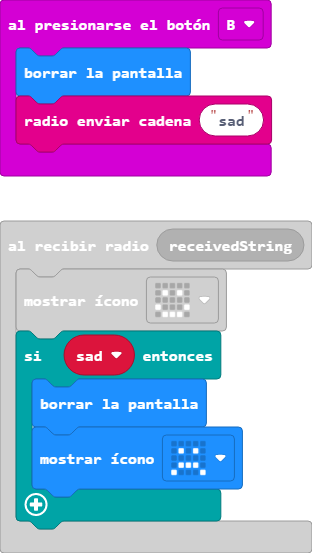 al presionarse el botón B
borrar la pantalla
radio enviar cadena "sad"
al recibir radio receivedString
mostrar ícono
si sad entonces
borrar la pantalla
mostrar ícono